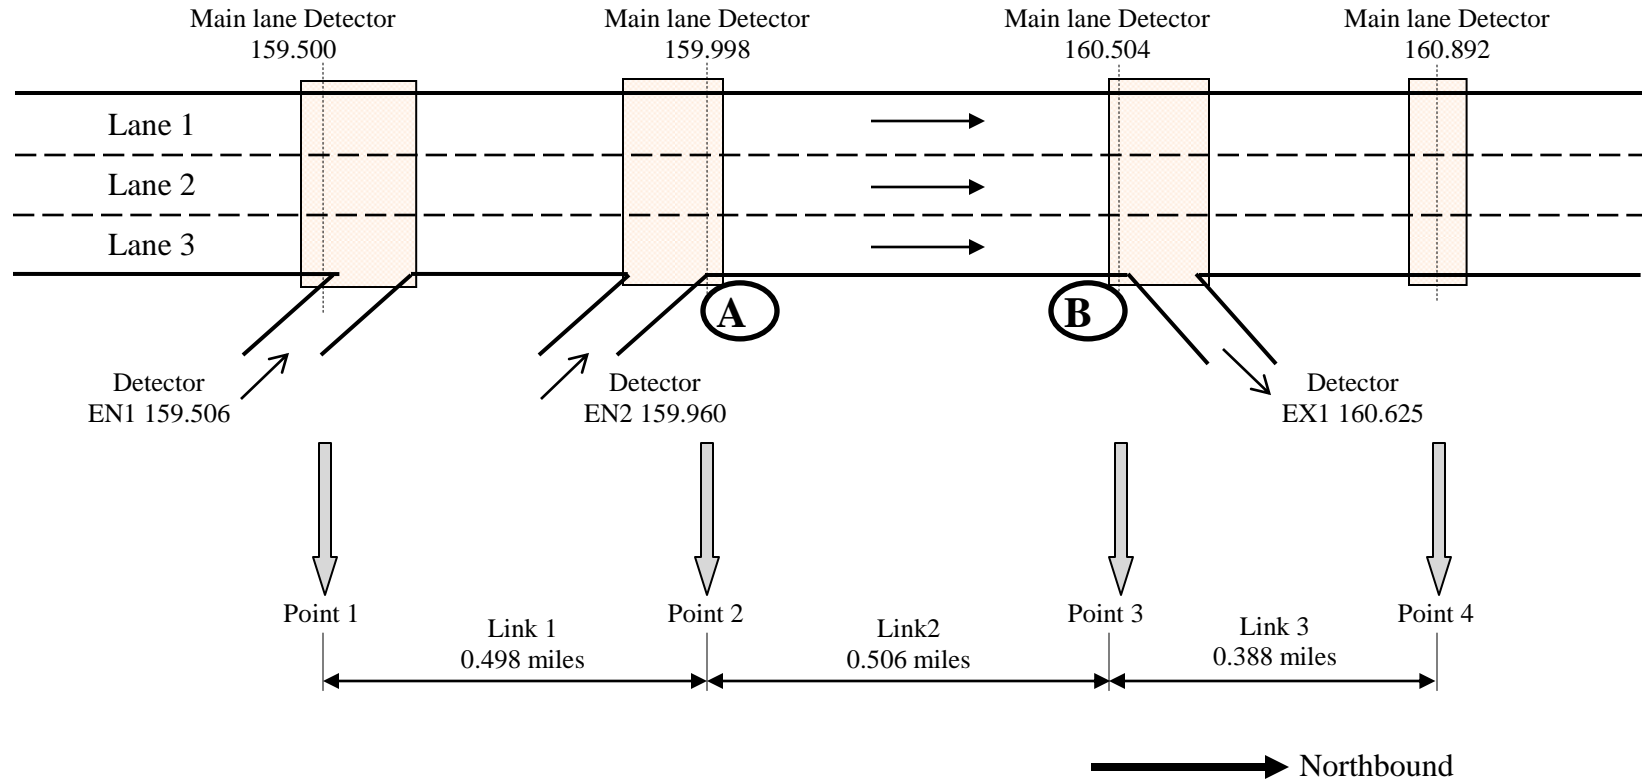 Main lane Detector
159.500
Main lane Detector
159.998
Main lane Detector
160.504
Main lane Detector
160.892
Lane 1
Lane 2
Lane 3
A
B
Detector
EN1 159.506
Detector
EN2 159.960
Detector
EX1 160.625
Point 1
Point 2
Point 3
Point 4
Link 1
0.498 miles
Link2
0.506 miles
Link 3
0.388 miles
Northbound